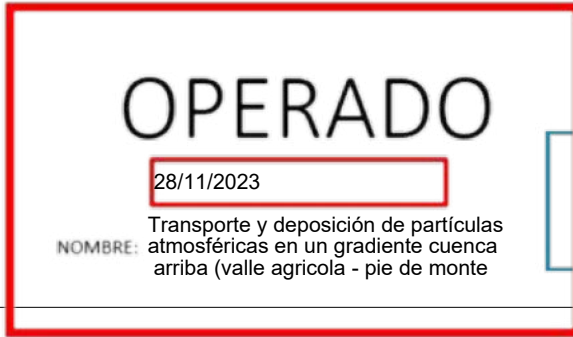 OPERADO
28/11/2023
Transporte y deposición de partículas
NOMBRE: atmosféricas en un gradiente cuenca
arriba (valle agricola - pie de monte